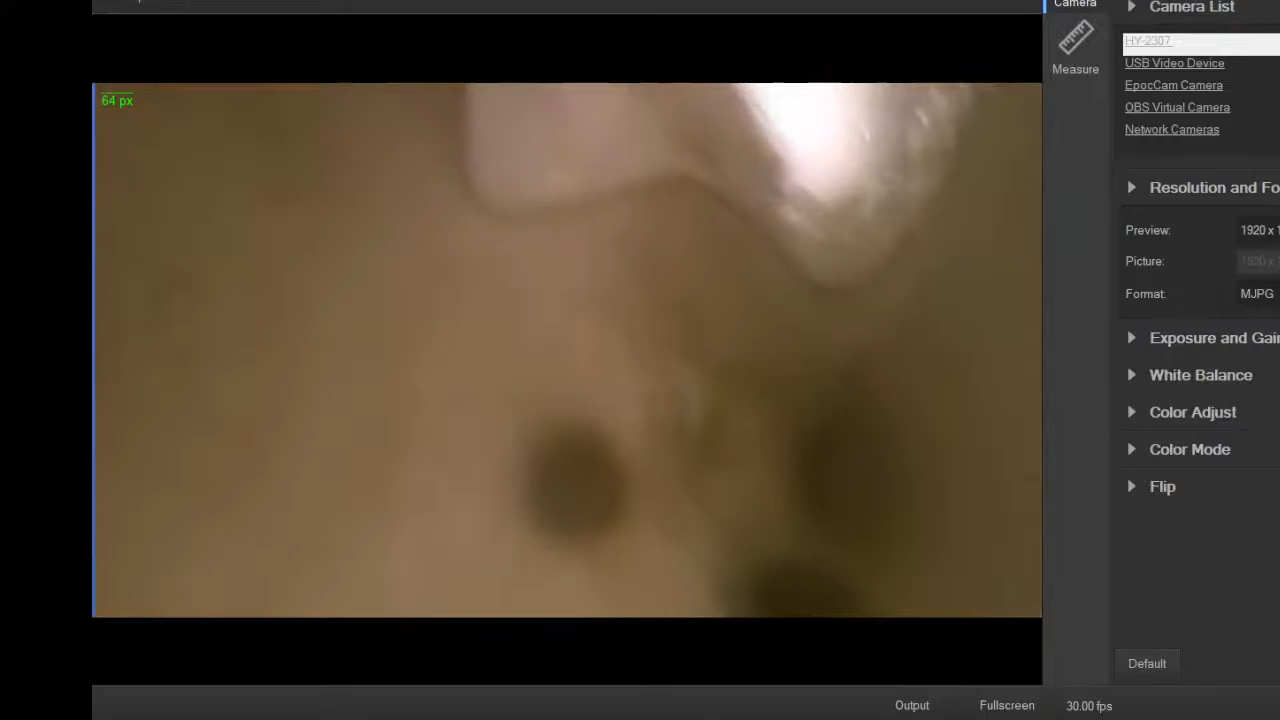 Camera
Camera List
HY-2307
Measure
USB Video Device
EpocCam Camera
64 px
OBS Virtual Camera
Network Cameras
Resolution and Fo
Preview: 1920 x 1
Picture: 1920 x
Format: MJPG
Exposure and Gai
White Balance
Color Adjust
Color Mode
Flip
Default
Output Fullscreen 30.00 fps